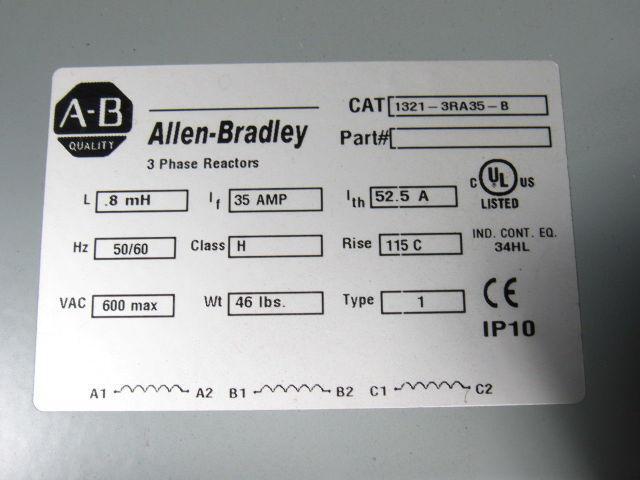 A-B
QUALITY
Allen-Bradley
3 Phase Reactors
CAT 1321-3RA35-B
Part#
L .8 mH If 35 AMP Ith 52.5 A
C UL US
LISTED
Hz 50/60 Class H Rise 115 C
IND. CONT. EQ.
34HL
VAC 600 max Wt 46 lbs. Type 1
CE
IP10
A1 A2 B1 B2 C1 C2